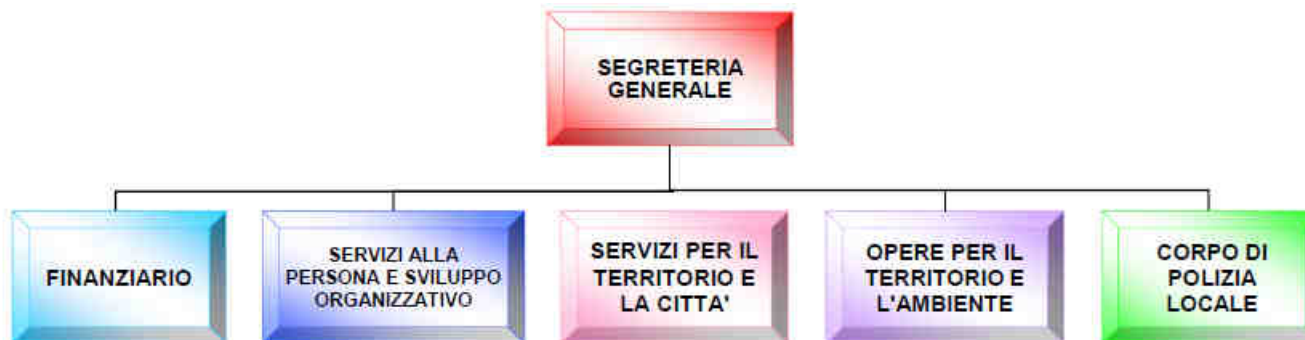 SEGRETERIA
GENERALE
FINANZIARIO
SERVIZI ALLA
PERSONA E SVILUPPO
ORGANIZZATIVO
SERVIZI PER IL
TERRITORIO E
LA CITTA'
OPERE PER IL
TERRITORIO E
L'AMBIENTE
CORPO DI
POLIZIA
LOCALE